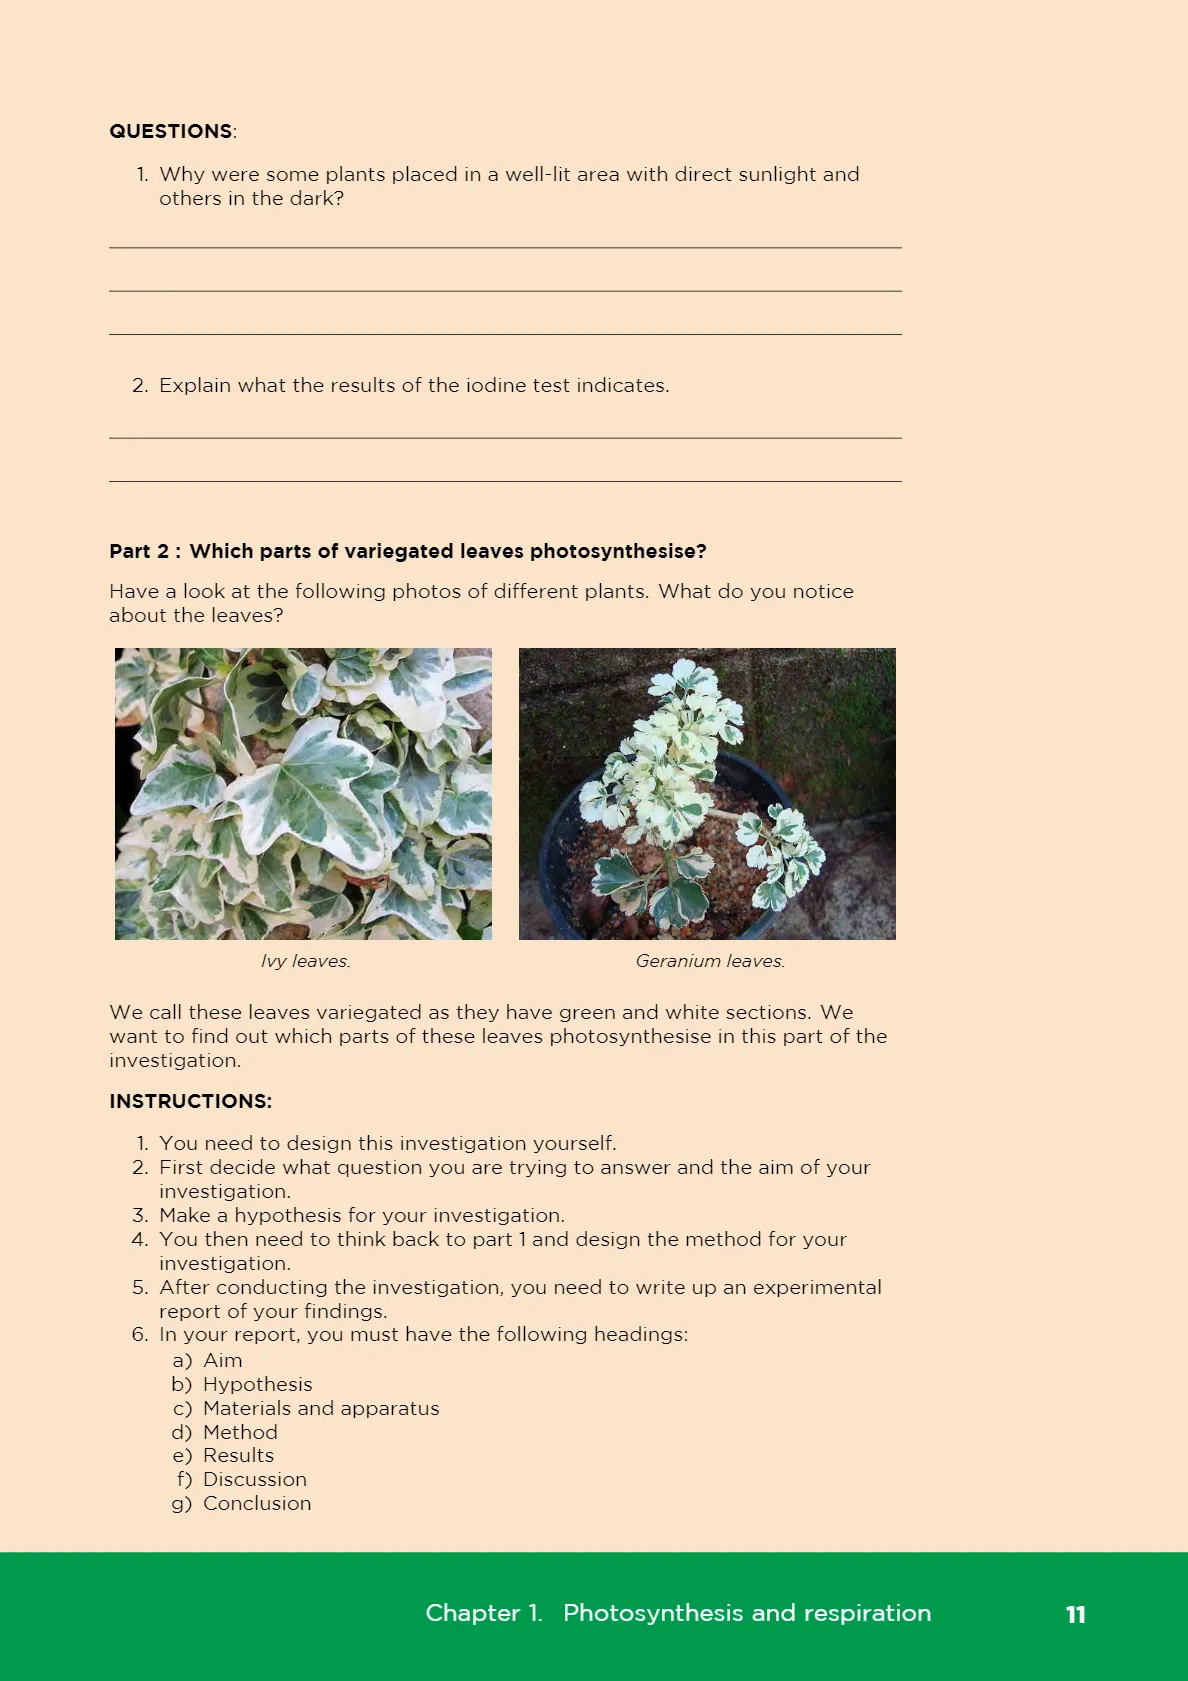 QUESTIONS:
1. Why were some plants placed in a well-lit area with direct sunlight and
others in the dark?
2. Explain what the results of the iodine test indicates.
Part 2 : Which parts of variegated leaves photosynthesise?
Have a look at the following photos of different plants. What do you notice
about the leaves?
Ivy leaves.
Geranium leaves.
We call these leaves variegated as they have green and white sections. We
want to find out which parts of these leaves photosynthesise in this part of the
investigation.
INSTRUCTIONS:
1. You need to design this investigation yourself.
2. First decide what question you are trying to answer and the aim of your
investigation.
3. Make a hypothesis for your investigation.
4. You then need to think back to part 1 and design the method for your
investigation.
5. After conducting the investigation, you need to write up an experimental
report of your findings.
6. In your report, you must have the following headings:
a) Aim
b) Hypothesis
c) Materials and apparatus
d) Method
e) Results
f) Discussion
g) Conclusion
Chapter 1. Photosynthesis and respiration 11